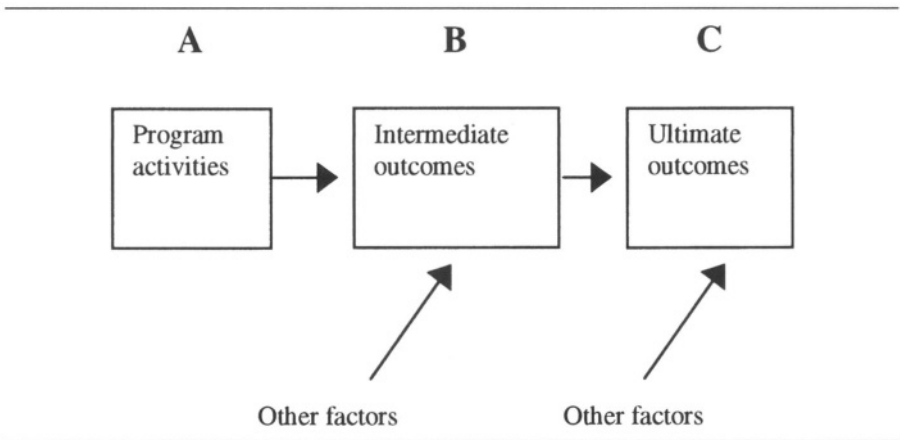 A B C
Program
activities
Intermediate
outcomes
Ultimate
outcomes
Other factors
Other factors